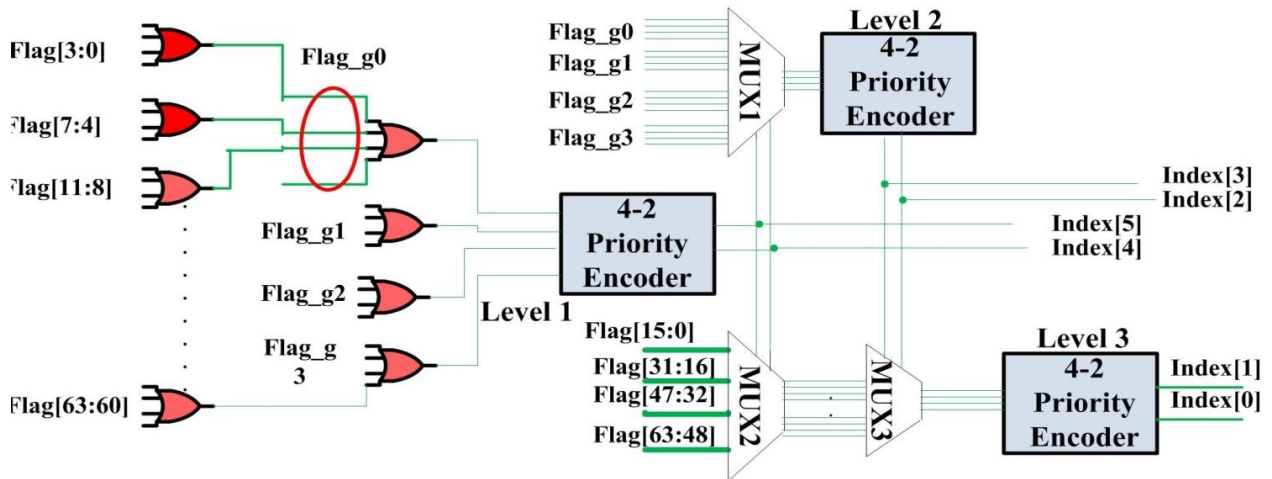 Flag[3:0]
Flag[7:4]
Flag[11:8]
Flag[63:60]
Flag_g0
Flag_g1
Flag_g2
Flag_g
3
4-2
Priority
Encoder
Level 1
Flag_g0
Flag_g1
Flag_g2
Flag_g3
MUX1
Level 2
4-2
Priority
Encoder
Index[3]
Index[2]
Index[5]
Index[4]
Flag[15:0]
Flag[31:16]
Flag[47:32]
Flag[63:48]
MUX2
MUX3
Level 3
4-2
Priority
Encoder
Index[1]
Index[0]